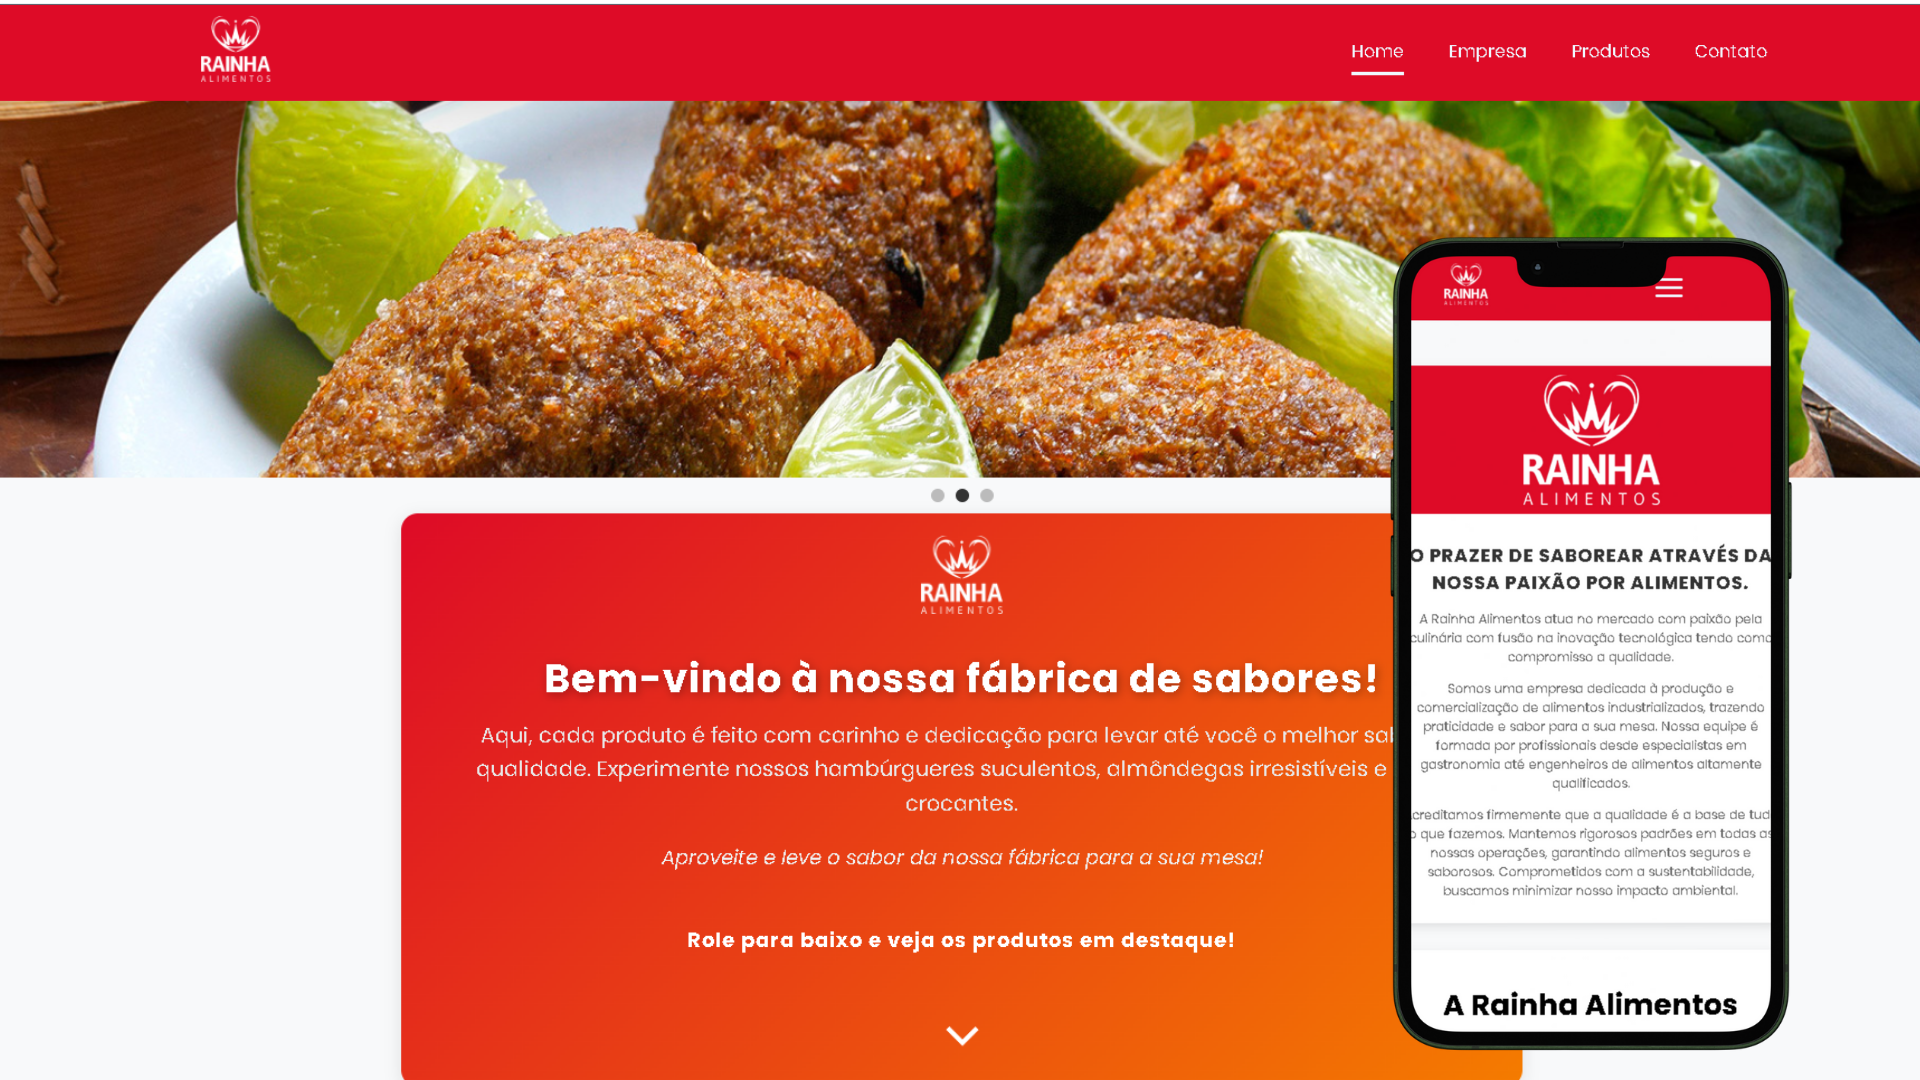 RAINHA
ALIMENTOS
Home Empresa Produtos Contato
RAINHA
ALIMENTOS
Bem-vindo à nossa fábrica de sabores!
Aqui, cada produto é feito com carinho e dedicação para levar até você o melhor
qualidade. Experimente nossos hambúrgueres suculentos, almôndegas irresistíveis e
crocantes.
Aproveite e leve o sabor da nossa fábrica para a sua mesa!
Role para baixo e veja os produtos em destaque!
RAINHA
ALIMENTOS
RAINHA
ALIMENTOS
O PRAZER DE SABOREAR ATRAVÉS DA
NOSSA PAIXÃO POR ALIMENTOS.
A Rainha Alimentos atua no mercado com paixão pela
culinária com fusão na inovação tecnológica tendo como
compromisso a qualidade.
Somos uma empresa dedicada à produção e
comercialização de alimentos industrializados, trazendo
praticidade e sabor para a sua mesa. Nossa equipe é
formada por profissionais desde especialistas em
gastronomia até engenheiros de alimentos altamente
qualificados.
creditamos firmemente que a qualidade é a base de tud
o que fazemos. Mantemos rigorosos padrões em todas as
nossas operações, garantindo alimentos seguros e
saborosos. Comprometidos com a sustentabilidade,
buscamos minimizar nosso impacto ambiental.
A Rainha Alimentos